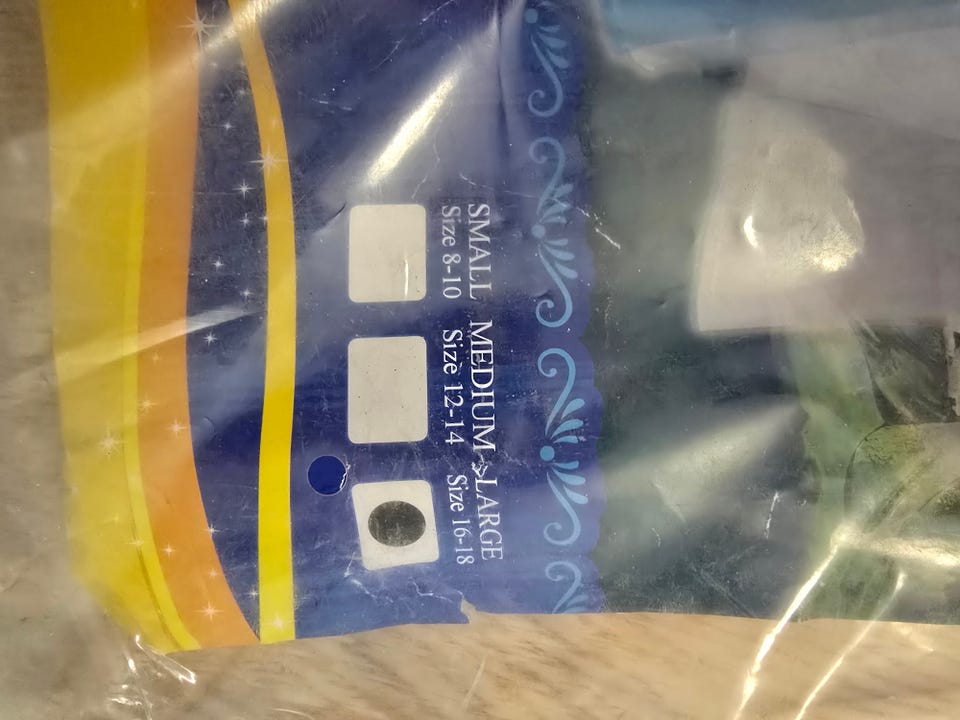 SMALL MEDIUM LARGE
Size 8-10 Size 12-14 Size 16-18